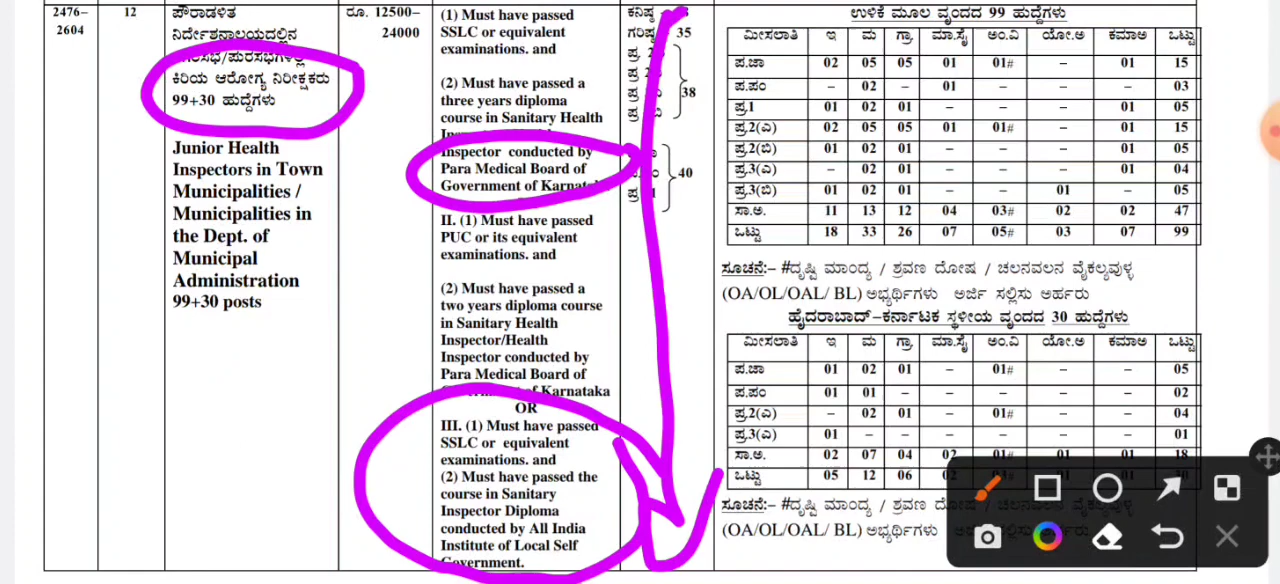 2476–
2604
12
ಪೌರಾಡಳಿತ
ನಿರ್ದೇಶನಾಲಯದಲ್ಲಿನ
ಕಿರಿಯ ಆರೋಗ್ಯ ನಿರೀಕ್ಷಕರು
99+30 ಹುದ್ದೆಗಳು
Junior Health
Inspectors in Town
Municipalities /
Municipalities in
the Dept. of
Municipal
Administration
99+30 posts
ರೂ. 12500–
24000
(1) Must have passed
SSLC or equivalent
examinations. and
(2) Must have passed a
three years diploma
course in Sanitary Health
Inspector conducted by
Para Medical Board of
Government of
II. (1) Must have passed
PUC or its equivalent
examinations. and
(2) Must have passed a
two years diploma course
in Sanitary Health
Inspector/Health
Inspector conducted by
Para Medical Board of
of Karnataka
OR
III. (1) Must have passed
SSLC or equivalent
examinations. and
(2) Must have passed the
course in Sanitary
Inspector Diploma
conducted by All India
Institute of Local Self
Government.
ಕನಿಷ್ಠ
ಗರಿಷ್ಠ 35
38
40
ಉಳಿಕೆ ಮೂಲ ವೃಂದದ 99 ಹುದ್ದೆಗಳು
ಮೀಸಲಾತಿ ಇ ಮ ಗ್ರಾ. ಮಾ.ಸೈ ಅಂ.ವಿ ಯೋ.ಅ ಕಮಾಅ ಒಟ್ಟು
ಪ.ಜಾ 02 05 05 01 01# – 01 15
ಪ.ಪಂ – 02 – 01 – – – 03
ಪ್ರ.1 01 02 01 – – – 01 05
ಪ್ರ.2(ಎ) 02 05 05 01 01# – 01 15
ಪ್ರ.2(ಬಿ) 01 02 01 – – – 01 05
ಪ್ರ.3(ಎ) – 02 01 – – – 01 04
ಪ್ರ.3(ಬಿ) 01 02 01 – – 01 – 05
ಸಾ.ಅ. 11 13 12 04 03# 02 02 47
ಒಟ್ಟು 18 33 26 07 05# 03 07 99
ಸೂಚನೆ:– #ದೃಷ್ಟಿ ಮಾಂದ್ಯ / ಶ್ರವಣ ದೋಷ / ಚಲನವಲನ ವೈಕಲ್ಯವುಳ್ಳ
(OA/OL/OAL/ BL) ಅಭ್ಯರ್ಥಿಗಳು ಅರ್ಜಿ ಸಲ್ಲಿಸು ಅರ್ಹರು
ಹೈದರಾಬಾದ್–ಕರ್ನಾಟಕ ಸ್ಥಳೀಯ ವೃಂದದ 30 ಹುದ್ದೆಗಳು
ಮೀಸಲಾತಿ ಇ ಮ ಗ್ರಾ. ಮಾ.ಸೈ ಅಂ.ವಿ ಯೋ.ಅ ಕಮಾಅ ಒಟ್ಟು
ಪ.ಜಾ 01 02 01 – 01# – – 05
ಪ.ಪಂ 01 01 – – – – – 02
ಪ್ರ.2(ಎ) – 02 01 – 01# – – 04
ಪ್ರ.3(ಎ) 01 – – – – – – 01
ಸಾ.ಅ. 02 07 04 02 01# 01 01 18
ಒಟ್ಟು 05 12 06
ಸೂಚನೆ:– #ದೃಷ್ಟಿ ಮಾಂದ್ಯ / ಶ್ರವಣ
(OA/OL/OAL/ BL) ಅಭ್ಯರ್ಥಿಗಳು